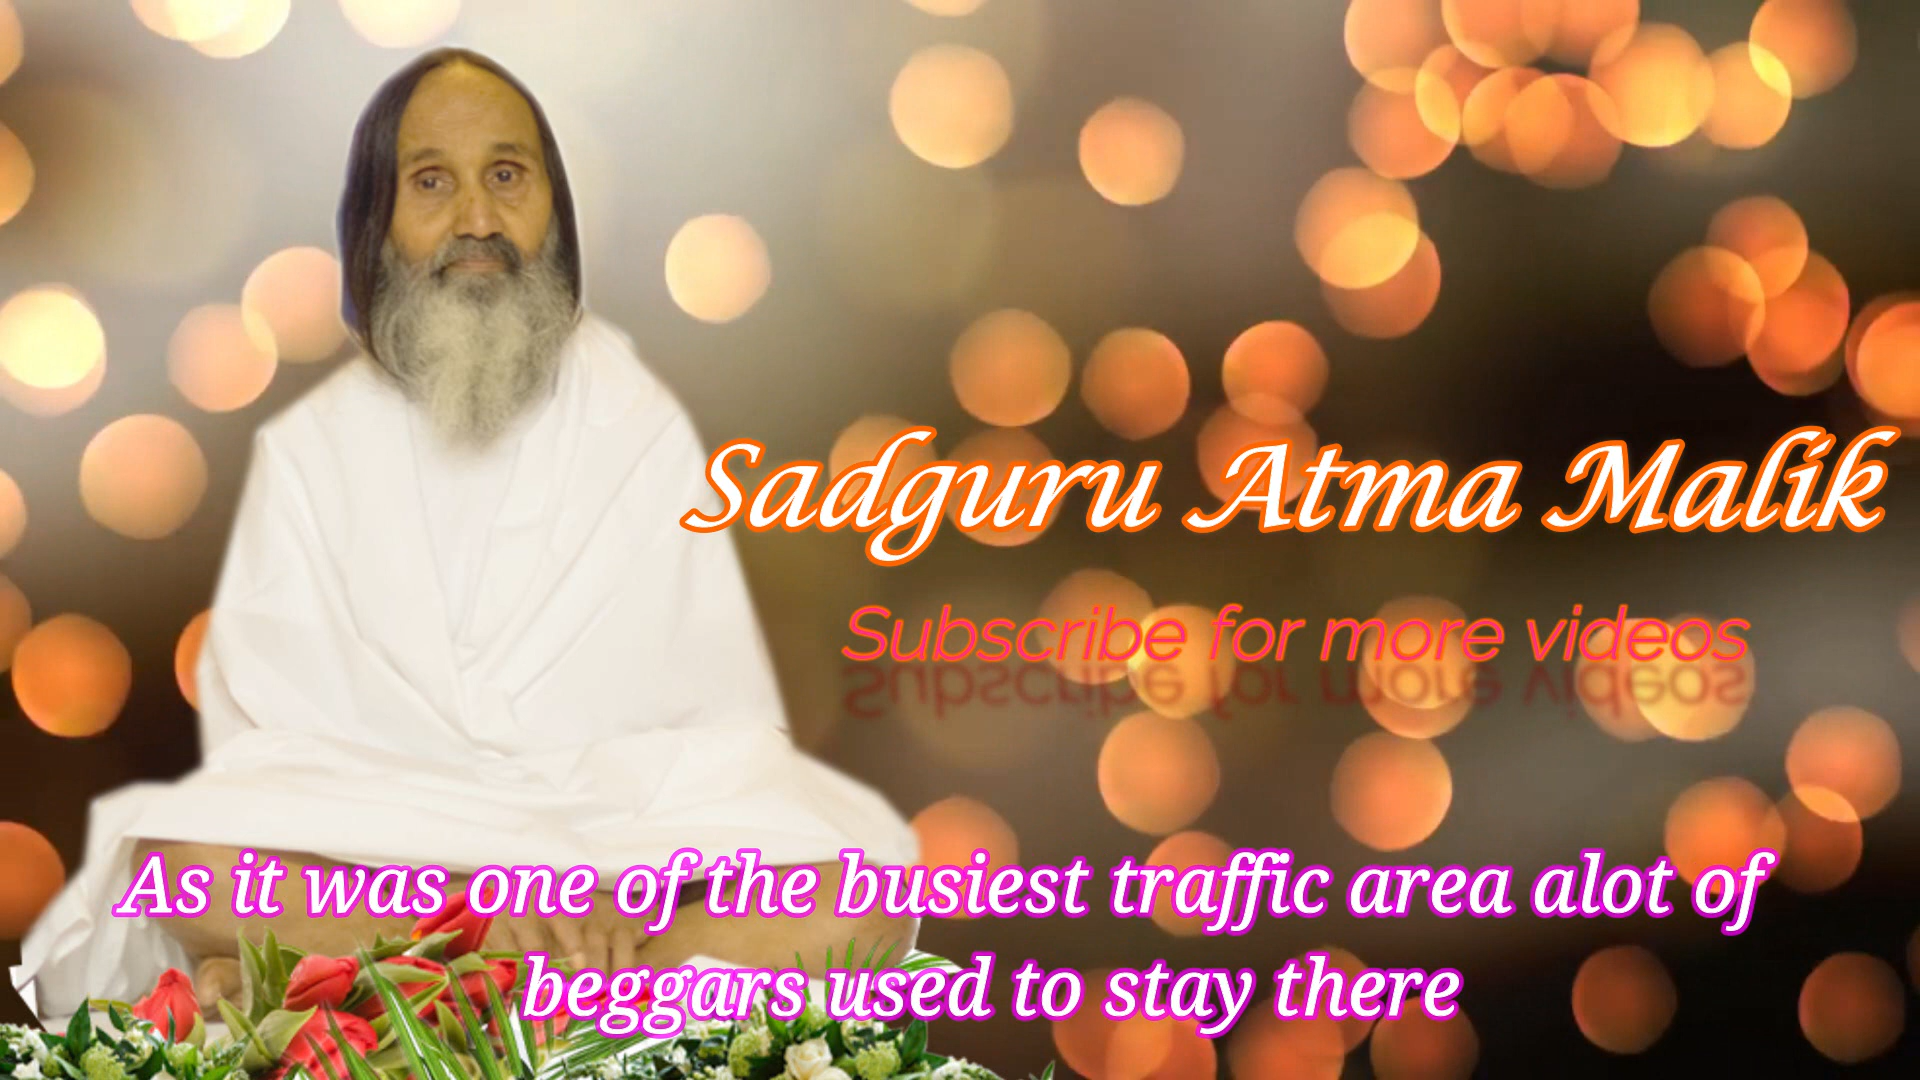 Sadguru Atma Malik
Subscribe for more videos
As it was one of the busiest traffic area alot of
beggars used to stay there